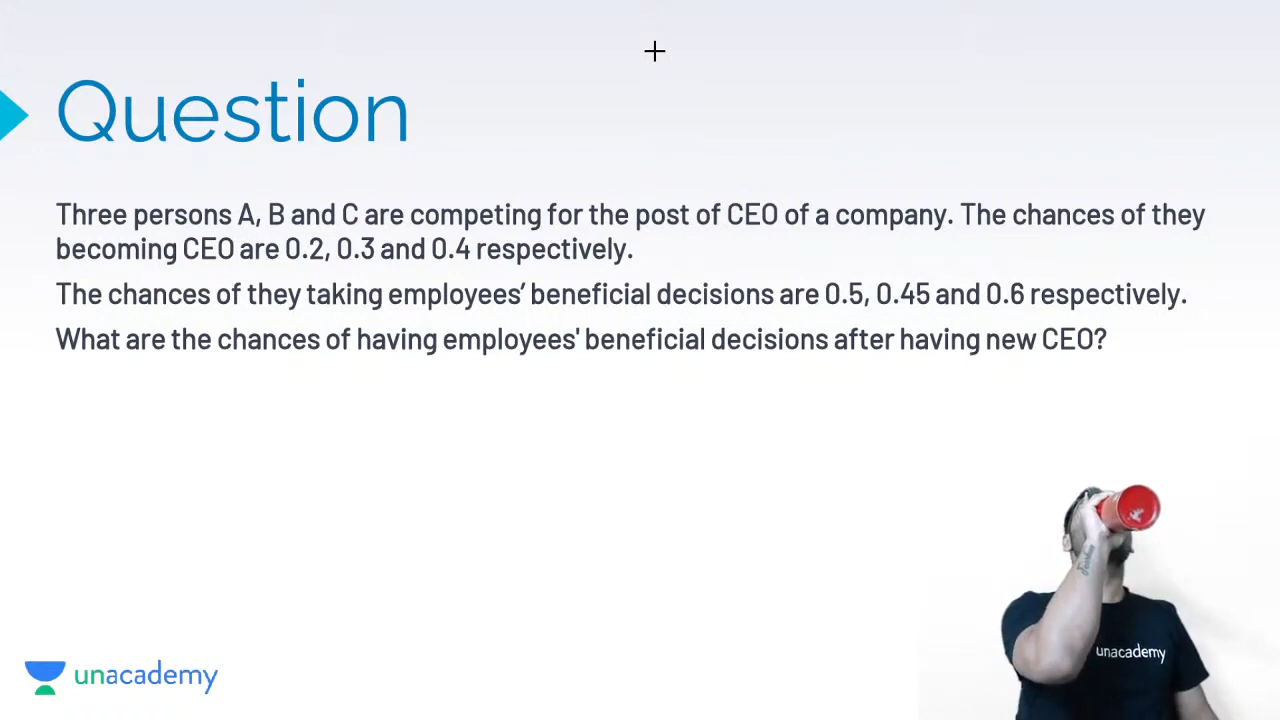 Question
Three persons A, B and C are competing for the post of CEO of a company. The chances of they
becoming CEO are 0.2, 0.3 and 0.4 respectively.
The chances of they taking employees’ beneficial decisions are 0.5, 0.45 and 0.6 respectively.
What are the chances of having employees' beneficial decisions after having new CEO?
unacademy
unacademy